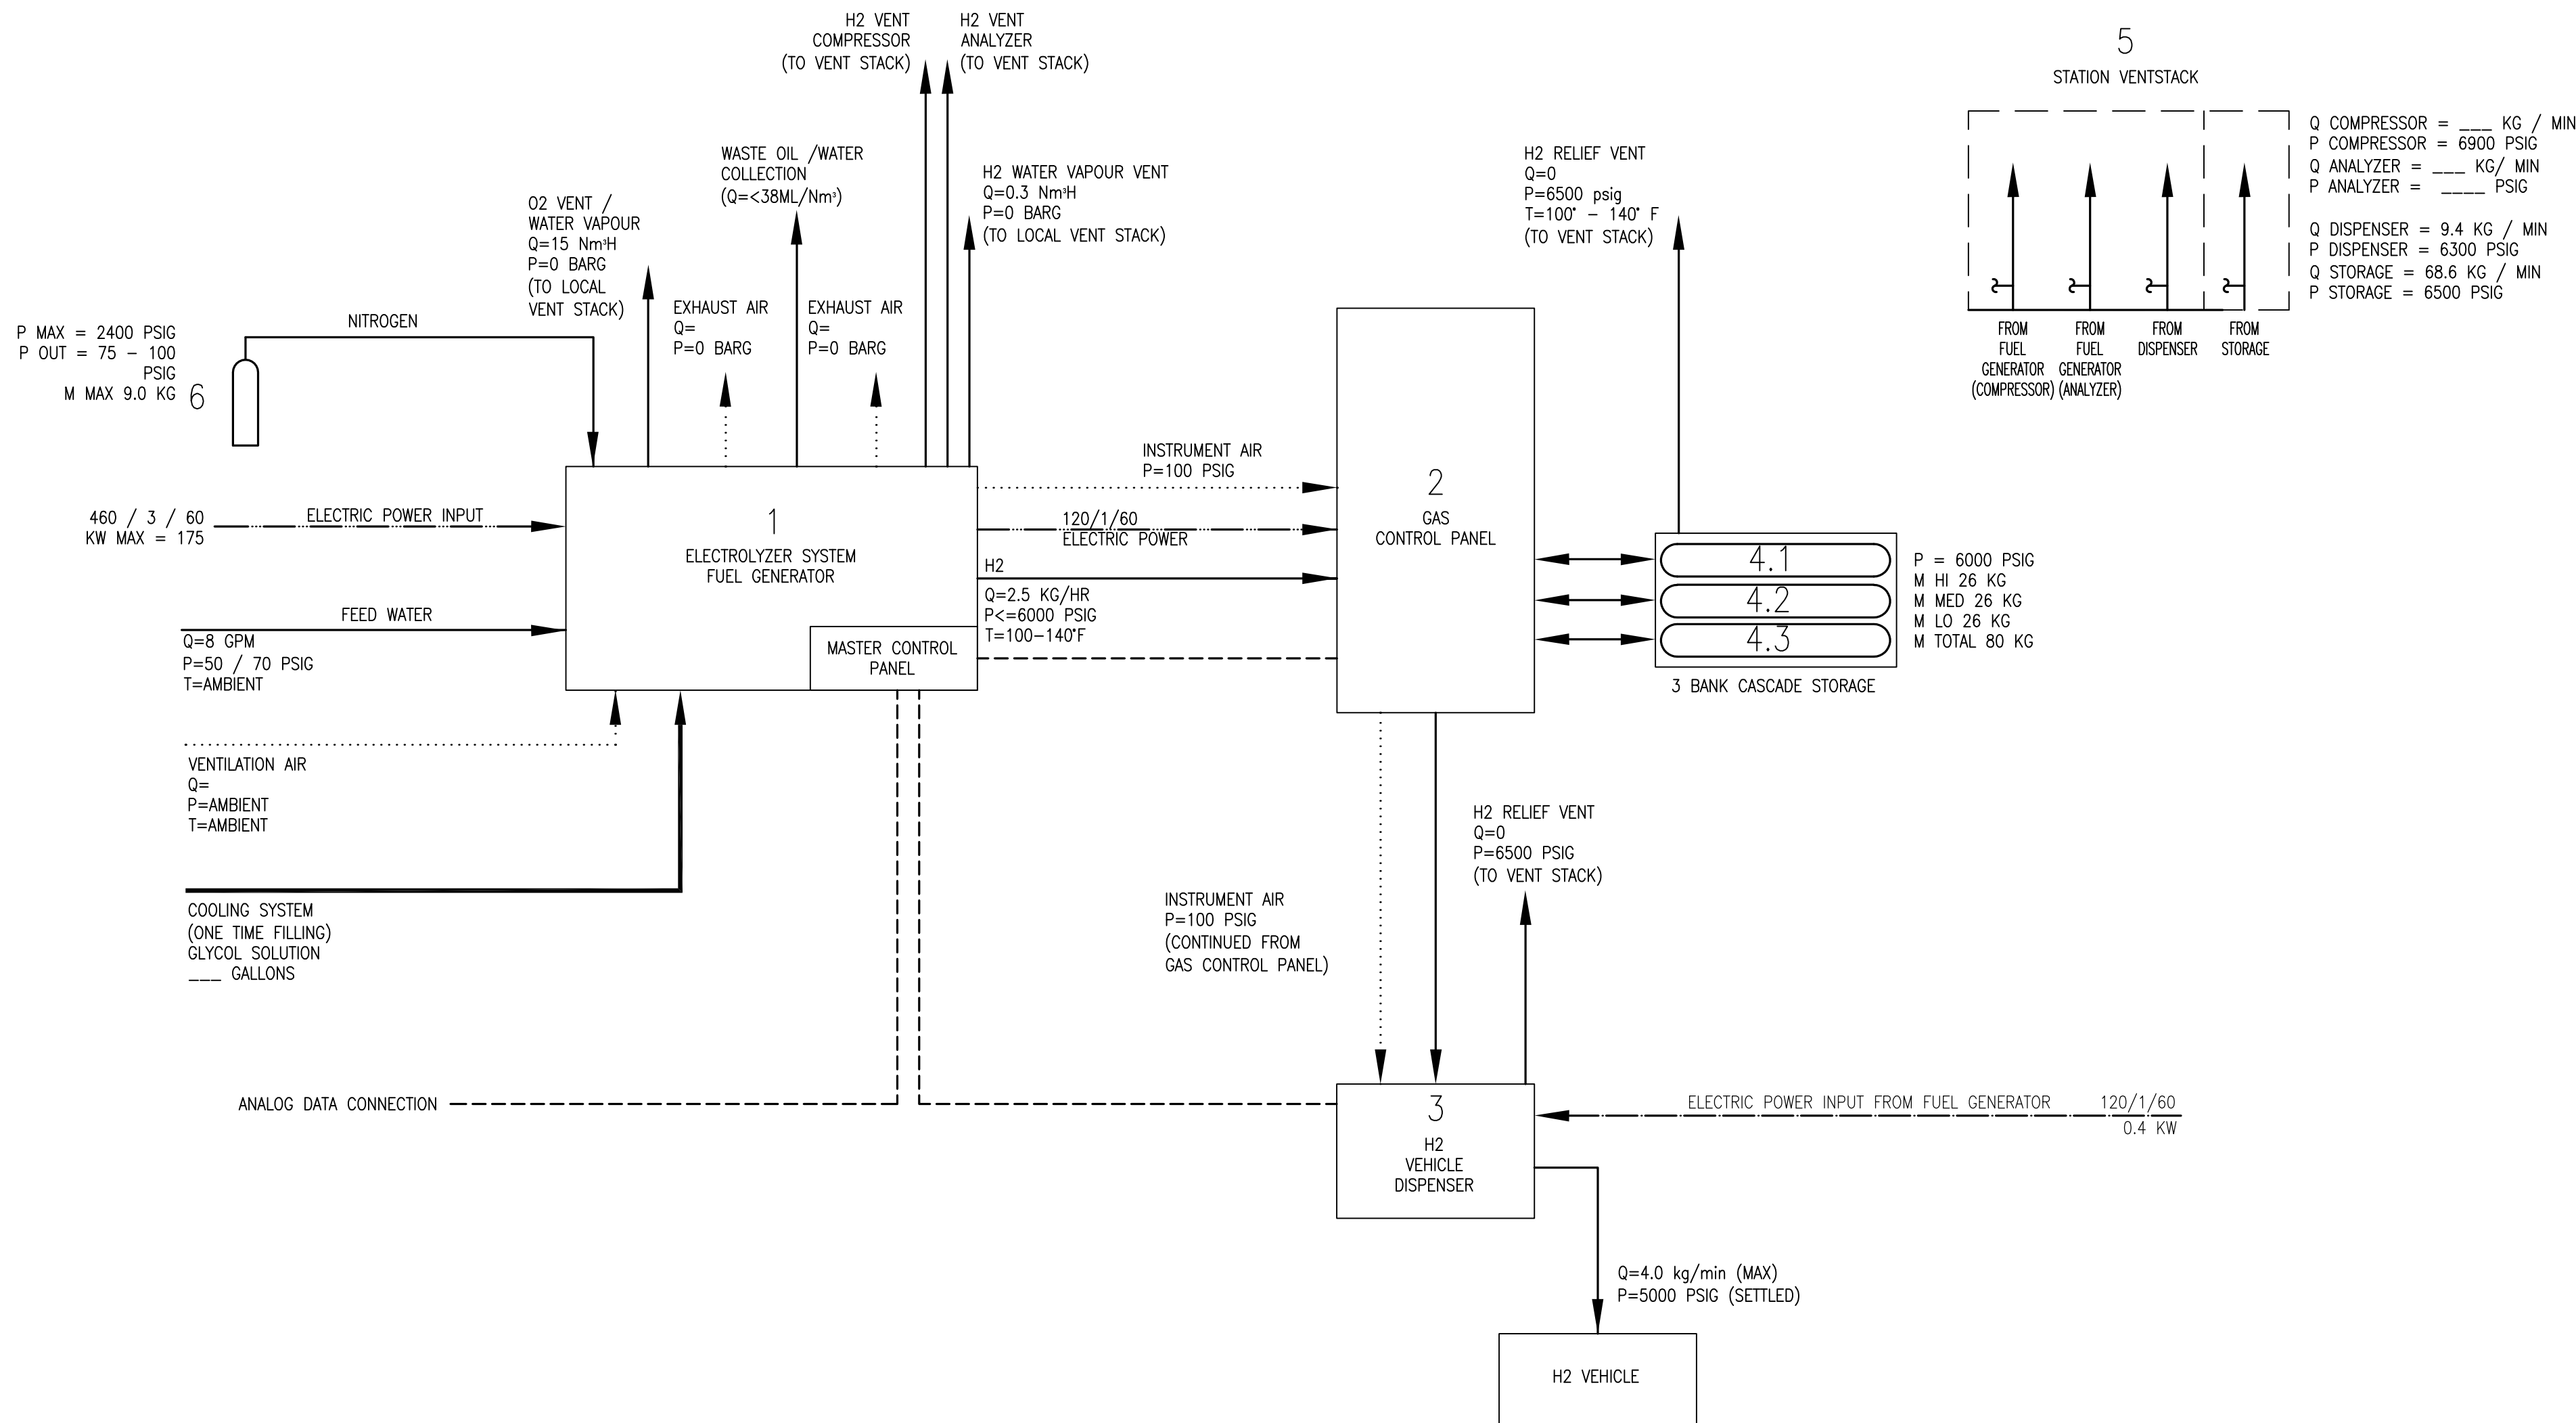 H2 VENT
COMPRESSOR
(TO VENT STACK)
H2 VENT
ANALYZER
(TO VENT STACK)
5
STATION VENTSTACK
Q COMPRESSOR = ___ KG / MIN
P COMPRESSOR = 6900 PSIG
Q ANALYZER = ___ KG/ MIN
P ANALYZER = ____ PSIG
Q DISPENSER = 9.4 KG / MIN
P DISPENSER = 6300 PSIG
Q STORAGE = 68.6 KG / MIN
P STORAGE = 6500 PSIG
FROM
FUEL
GENERATOR
(COMPRESSOR)
FROM
FUEL
GENERATOR
(ANALYZER)
FROM
DISPENSER
FROM
STORAGE
WASTE OIL /WATER
COLLECTION
(Q=<38ML/Nm³)
H2 WATER VAPOUR VENT
Q=0.3 Nm³H
P=0 BARG
(TO LOCAL VENT STACK)
H2 RELIEF VENT
Q=0
P=6500 psig
T=100° - 140° F
(TO VENT STACK)
O2 VENT /
WATER VAPOUR
Q=15 Nm³H
P=0 BARG
(TO LOCAL
VENT STACK)
EXHAUST AIR
Q=
P=0 BARG
EXHAUST AIR
Q=
P=0 BARG
P MAX = 2400 PSIG
P OUT = 75 - 100
PSIG
M MAX 9.0 KG
6
NITROGEN
460 / 3 / 60
KW MAX = 175
ELECTRIC POWER INPUT
1
ELECTROLYZER SYSTEM
FUEL GENERATOR
MASTER CONTROL
PANEL
INSTRUMENT AIR
P=100 PSIG
120/1/60
ELECTRIC POWER
H2
Q=2.5 KG/HR
P<=6000 PSIG
T=100-140°F
2
GAS
CONTROL PANEL
4.1
4.2
4.3
3 BANK CASCADE STORAGE
P = 6000 PSIG
M HI 26 KG
M MED 26 KG
M LO 26 KG
M TOTAL 80 KG
FEED WATER
Q=8 GPM
P=50 / 70 PSIG
T=AMBIENT
VENTILATION AIR
Q=
P=AMBIENT
T=AMBIENT
COOLING SYSTEM
(ONE TIME FILLING)
GLYCOL SOLUTION
___ GALLONS
H2 RELIEF VENT
Q=0
P=6500 PSIG
(TO VENT STACK)
INSTRUMENT AIR
P=100 PSIG
(CONTINUED FROM
GAS CONTROL PANEL)
ANALOG DATA CONNECTION
3
H2
VEHICLE
DISPENSER
ELECTRIC POWER INPUT FROM FUEL GENERATOR
120/1/60
0.4 KW
Q=4.0 kg/min (MAX)
P=5000 PSIG (SETTLED)
H2 VEHICLE